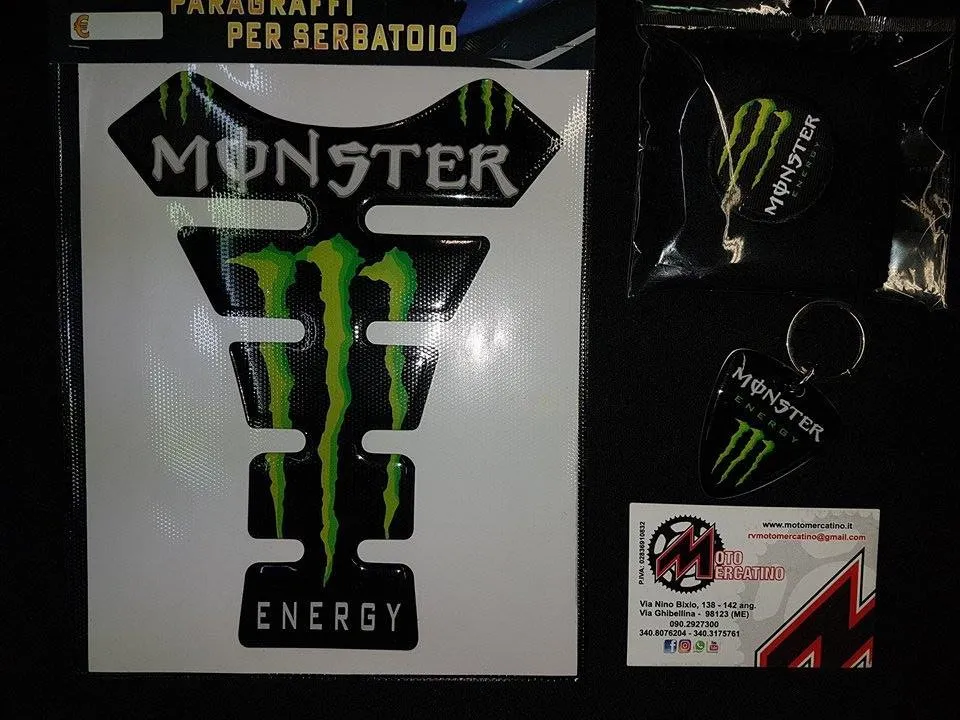 €
PARAGRAFFI
PER SERBATOIO
MONSTER
ENERGY
MONSTER
ENERGY
MONSTER
ENERGY
www.motomercatino.it
rvmotomercatino@gmail.com
P.IVA: 02836910832
MOTO
MERCATINO
Via Nino Bixio, 138 - 142 ang.
Via Ghibellina - 98123 (ME)
090.2927300
340.8076204 - 340.3175761